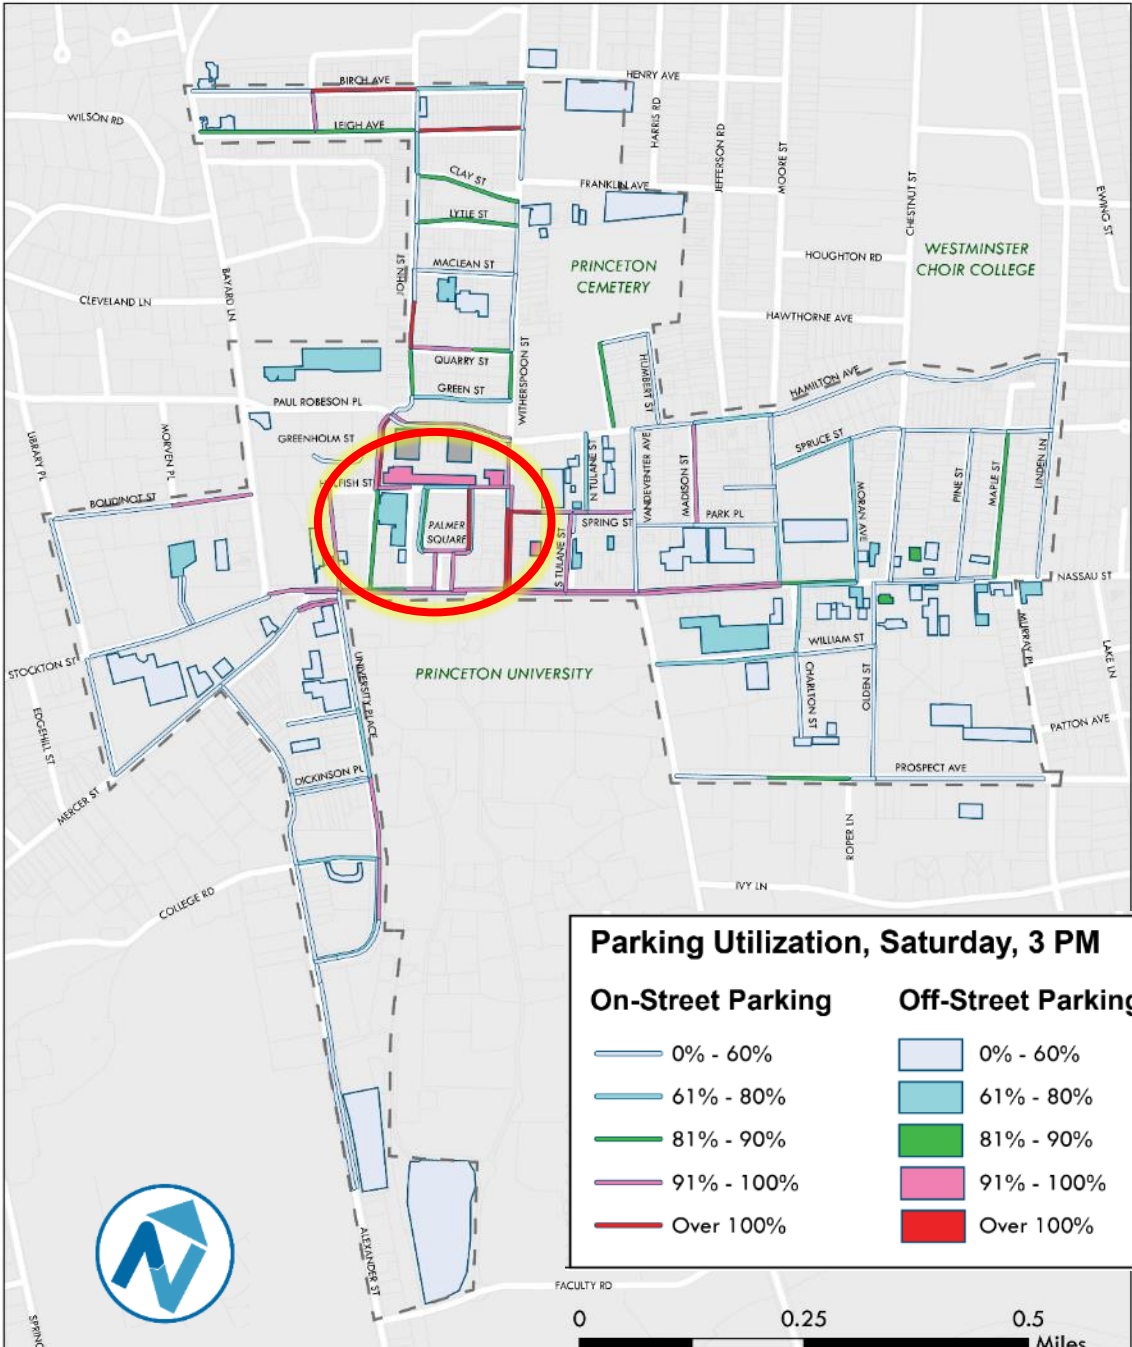 BIRCH AVE
HENRY AVE
WILSON RD
LEIGH AVE
HARRIS RD
JEFFERSON RD
MOORE ST
CHESTNUT ST
EWING ST
CLAY ST
FRANKLIN AVE
LYTLE ST
MACLEAN ST
PRINCETON
CEMETERY
HOUGHTON RD
WESTMINSTER
CHOIR COLLEGE
JOHN ST
BAYARD LN
CLEVELAND LN
HAWTHORNE AVE
WITHERSPOON ST
QUARRY ST
GREEN ST
HUMBERT ST
HAMILTON AVE
PAUL ROBESON PL
GREENHOLM ST
LIBRARY PL
MORVEN PL
SPRUCE ST
N TULANE ST
VANDEVENTER AVE
MADISON ST
MORAN AVE
PINE ST
MAPLE ST
LINDEN LN
BOUDINOT ST
PALMER
SQUARE
SPRING ST
PARK PL
S TULANE ST
NASSAU ST
STOCKTON ST
PRINCETON UNIVERSITY
WILLIAM ST
UNIVERSITY PLACE
CHARLTON ST
OLDEN ST
MURRAY PL
LAKE LN
EDGEHILL ST
PATTON AVE
DICKINSON PL
PROSPECT AVE
MERCER ST
ROPER LN
COLLEGE RD
IVY LN
Parking Utilization, Saturday, 3 PM
On-Street Parking
Off-Street Parking
0% - 60%
0% - 60%
61% - 80%
61% - 80%
81% - 90%
81% - 90%
91% - 100%
91% - 100%
Over 100%
Over 100%
ALEXANDER ST
FACULTY RD
SPRING
0
0.25
0.5
Miles